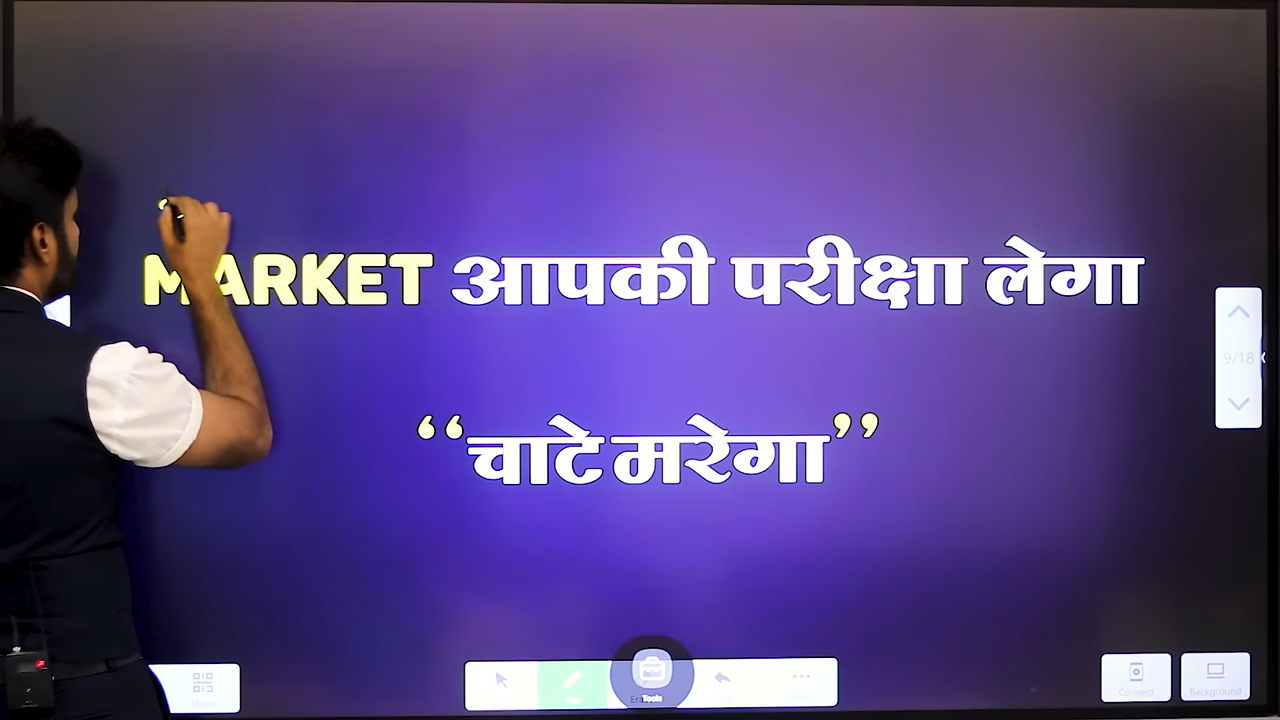 MARKET आपकी परीक्षा लेगा
“चाटे मरेगा”
9/18
Tools
Connect
Background